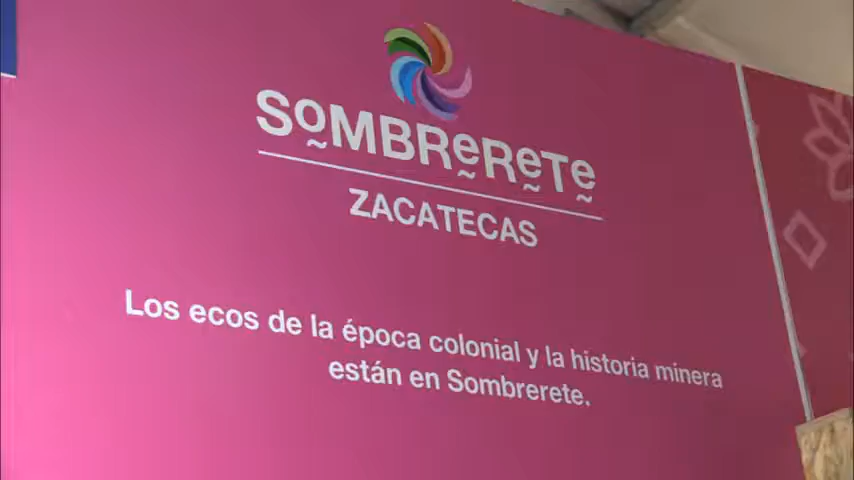 SoMBReReTe
ZACATECAS
Los ecos de la época colonial y la historia minera
están en Sombrerete.